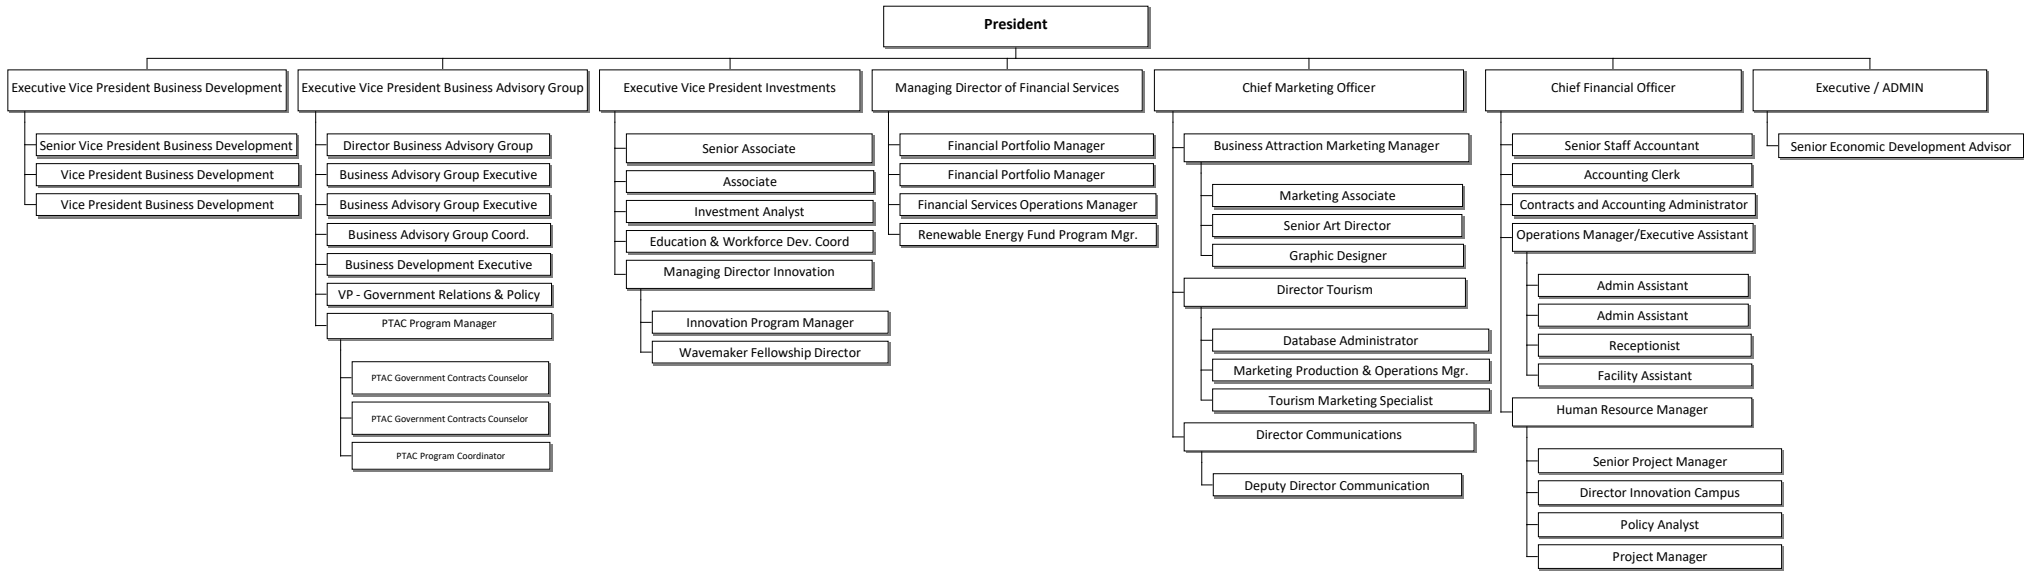 President
Executive Vice President Business Development
Senior Vice President Business Development
Vice President Business Development
Vice President Business Development
Executive Vice President Business Advisory Group
Director Business Advisory Group
Business Advisory Group Executive
Business Advisory Group Executive
Business Advisory Group Coord.
Business Development Executive
VP - Government Relations & Policy
PTAC Program Manager
PTAC Government Contracts Counselor
PTAC Government Contracts Counselor
PTAC Program Coordinator
Executive Vice President Investments
Senior Associate
Associate
Investment Analyst
Education & Workforce Dev. Coord
Managing Director Innovation
Innovation Program Manager
Wavemaker Fellowship Director
Managing Director of Financial Services
Financial Portfolio Manager
Financial Portfolio Manager
Financial Services Operations Manager
Renewable Energy Fund Program Mgr.
Chief Marketing Officer
Business Attraction Marketing Manager
Marketing Associate
Senior Art Director
Graphic Designer
Director Tourism
Database Administrator
Marketing Production & Operations Mgr.
Tourism Marketing Specialist
Director Communications
Deputy Director Communication
Chief Financial Officer
Senior Staff Accountant
Accounting Clerk
Contracts and Accounting Administrator
Operations Manager/Executive Assistant
Admin Assistant
Admin Assistant
Receptionist
Facility Assistant
Human Resource Manager
Senior Project Manager
Director Innovation Campus
Policy Analyst
Project Manager
Executive / ADMIN
Senior Economic Development Advisor